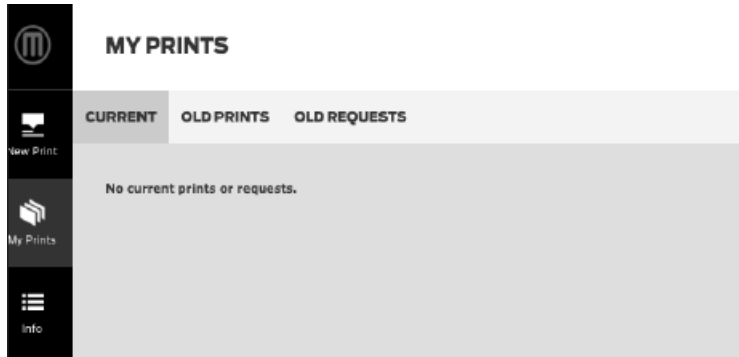 MY PRINTS
CURRENT OLD PRINTS OLD REQUESTS
New Print
No current prints or requests.
My Prints
Info